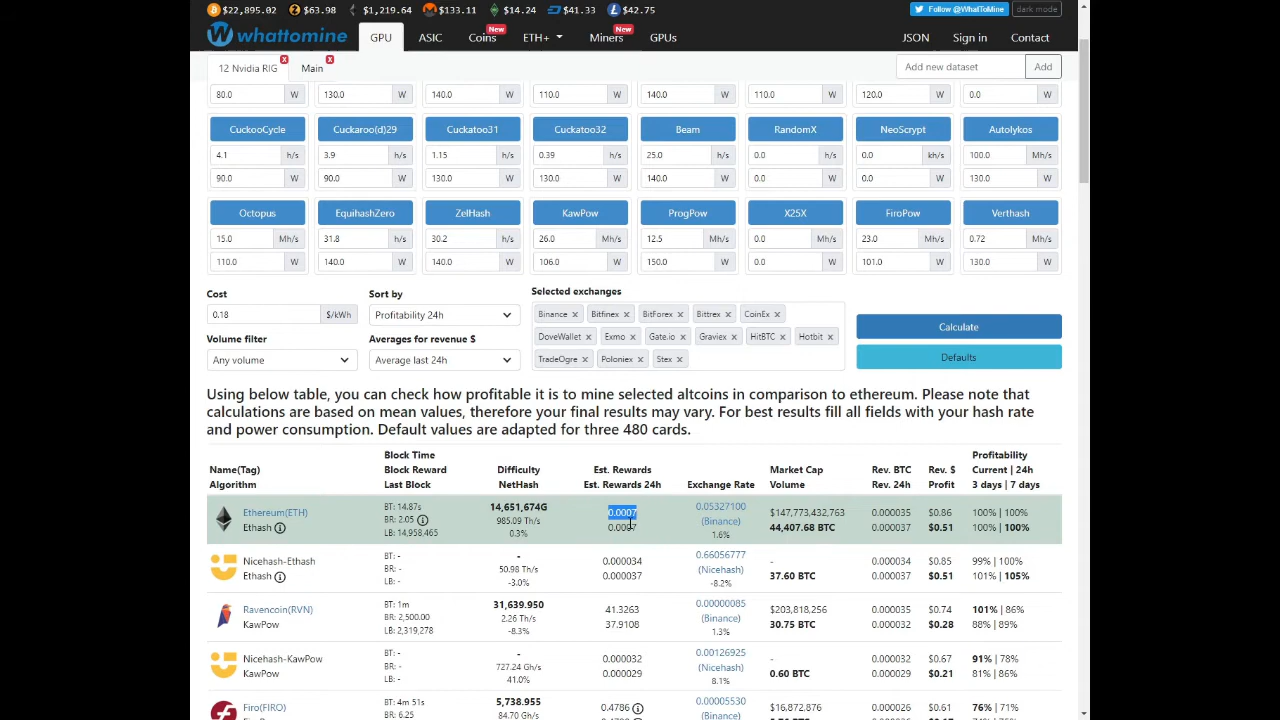 $22,895.02 $63.98 $1,219.64 $133.11 $14.24 $41.33 $42.75 Follow @WhatToMine dark mode
whattomine GPU ASIC Coins New ETH+ Miners New GPUs JSON Sign in Contact
12 Nvidia RIG x Main x Add new dataset Add
80.0 W 130.0 W 140.0 W 110.0 W 140.0 W 110.0 W 120.0 W 0.0 W
CuckooCycle Cuckaroo(d)29 Cuckatoo31 Cuckatoo32 Beam RandomX NeoScrypt Autolykos
4.1 h/s 3.9 h/s 1.15 h/s 0.39 h/s 25.0 h/s 0.0 h/s 0.0 kh/s 100.0 Mh/s
90.0 W 90.0 W 130.0 W 130.0 W 140.0 W 0.0 W 0.0 W 130.0 W
Octopus EquihashZero ZelHash KawPow ProgPow X25X FiroPow Verthash
15.0 Mh/s 31.8 h/s 30.2 h/s 26.0 Mh/s 12.5 Mh/s 0.0 Mh/s 23.0 Mh/s 0.72 Mh/s
110.0 W 140.0 W 140.0 W 106.0 W 150.0 W 0.0 W 101.0 W 130.0 W
Cost Sort by Selected exchanges
0.18 $/kWh Profitability 24h Binance × Bitfinex × BitForex × Bittrex × CoinEx × Calculate
Volume filter Averages for revenue $ DoveWallet × Exmo × Gate.io × Graviex × HitBTC × Hotbit ×
Any volume Average last 24h TradeOgre × Poloniex × Stex × Defaults
Using below table, you can check how profitable it is to mine selected altcoins in comparison to ethereum. Please note that
calculations are based on mean values, therefore your final results may vary. For best results fill all fields with your hash rate
and power consumption. Default values are adapted for three 480 cards.
Block Time Profitability
Name(Tag) Block Reward Difficulty Est. Rewards Market Cap Rev. BTC Rev. $ Current | 24h
Algorithm Last Block NetHash Est. Rewards 24h Exchange Rate Volume Rev. 24h Profit 3 days | 7 days
BT: 14.87s 14,651,674G 0.05327100
Ethereum(ETH) BR: 2.05 985.09 Th/s 0.0007 (Binance) $147,773,432,763 0.000035 $0.86 100% | 100%
Ethash LB: 14,958,465 0.3% 0.0007 1.6% 44,407.68 BTC 0.000037 $0.51 100% | 100%
BT: - - 0.66056777
Nicehash-Ethash BR: - 50.98 Th/s 0.000034 (Nicehash) - 0.000034 $0.85 99% | 100%
Ethash LB: - -3.0% 0.000037 -8.2% 37.60 BTC 0.000037 $0.51 101% | 105%
BT: 1m 31,639.950 0.00000085
Ravencoin(RVN) BR: 2,500.00 2.26 Th/s 41.3263 (Binance) $203,818,256 0.000035 $0.74 101% | 86%
KawPow LB: 2,319,278 -8.3% 37.9108 1.3% 30.75 BTC 0.000032 $0.28 88% | 89%
BT: - - 0.00126925
Nicehash-KawPow BR: - 727.24 Gh/s 0.000032 (Nicehash) - 0.000032 $0.67 91% | 78%
KawPow LB: - 41.0% 0.000029 8.1% 0.60 BTC 0.000029 $0.21 81% | 86%
BT: 4m 51s 5,738.955 0.00005530
Firo(FIRO) BR: 6.25 84.70 Gh/s 0.4786 $16,872,876 0.000026 $0.61 76% | 71%